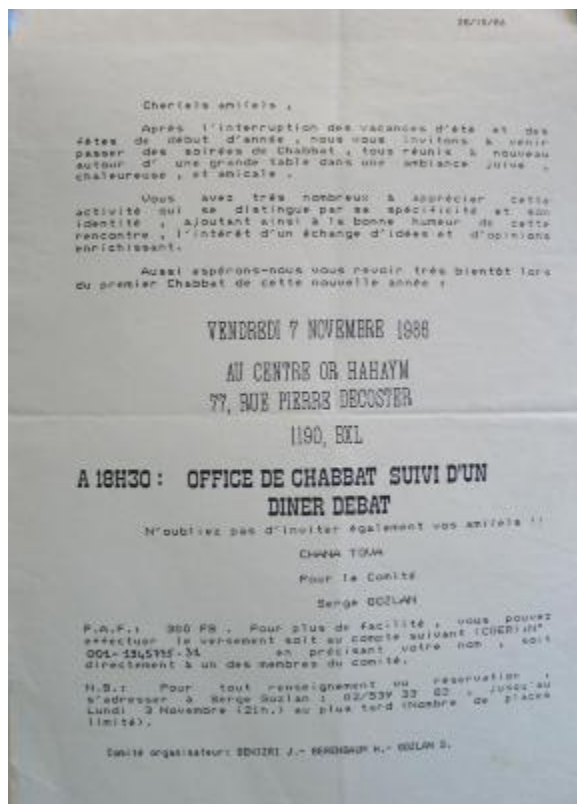 Cher(e)s ami(e)s ,
Après l'interruption des vacances d'été et des
fêtes de début d'année , nous vous invitons à venir
passer des soirées de Chabbat , tous réunis à nouveau
autour d' une grande table dans une ambiance juive ,
chaleureuse , et amicale .
Vous avez très nombreux à apprécier cette
activité qui se distingue par sa spécificité et son
identité , ajoutant ainsi à la bonne humeur de cette
rencontre , l'intérêt d'un échange d'idées et d'opinions
enrichissant.
Aussi espérons-nous vous revoir très bientôt lors
du premier Chabbat de cette nouvelle année :
VENDREDI 7 NOVEMBRE 1986
AU CENTRE OR HAHAYM
77, RUE PIERRE DECOSTER
1190, BXL
A 18H30 : OFFICE DE CHABBAT SUIVI D'UN
DINER DEBAT
N'oubliez pas d'inviter également vos ami(e)s !!
CHANA TOVA
Pour le Comité
Serge GOZLAN
P.A.F.: 300 FB . Pour plus de facilité , vous pouvez
effectuer le versement soit au compte suivant (CGER):N°
en précisant votre nom , soit
directement à un des membres du comité.
N.B.: Pour tout renseignement ou réservation ,
s'adresser à Serge Gozlan : 02/539 33 02 , jusqu'au
Lundi 3 Novembre (21h.) au plus tard (Nombre de places
limité).
Comité organisateur: BENIZRI J.- BERENBAUM H.- GOZLAN S.